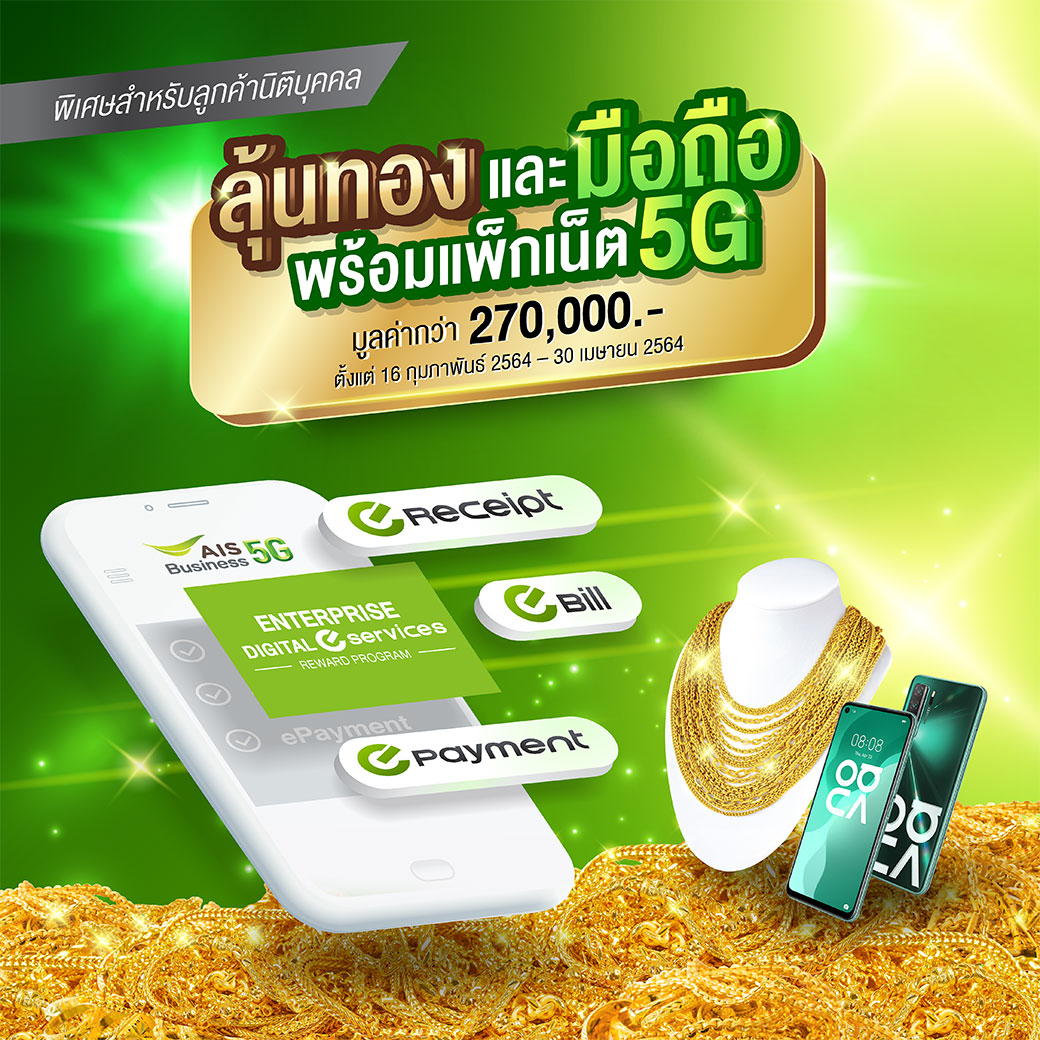 พิเศษสำหรับลูกค้านิติบุคคล
ลุ้นทอง และ มือถือ
พร้อมแพ็กเน็ต 5G
มูลค่ากว่า 270,000.-
ตั้งแต่ 16 กุมภาพันธ์ 2564 – 30 เมษายน 2564
eReceipt
AIS 5G
Business
eBill
ENTERPRISE
DIGITAL eservices
REWARD PROGRAM
ePayment
ePayment
08:08